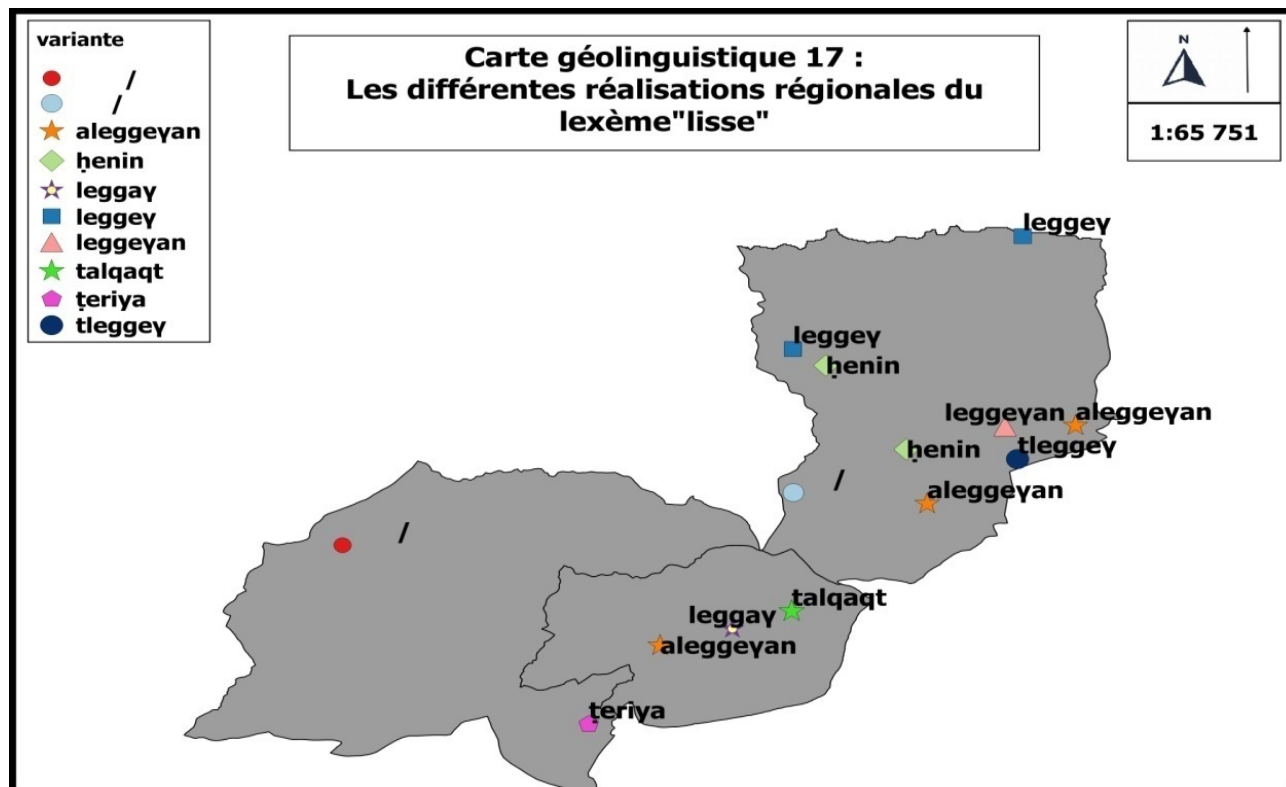 variante
/
/
aleggeɣan
ḥenin
leggaɣ
leggeɣ
leggeɣan
talqaqt
ṭeriya
tleggeɣ
Carte géolinguistique 17 :
Les différentes réalisations régionales du
lexème"lisse"
N
1:65 751
leggeɣ
leggeɣ
ḥenin
leggeɣan
aleggeɣan
ḥenin
tleggeɣ
/
aleggeɣan
/
talqaqt
leggaɣ
aleggeɣan
ṭeriya